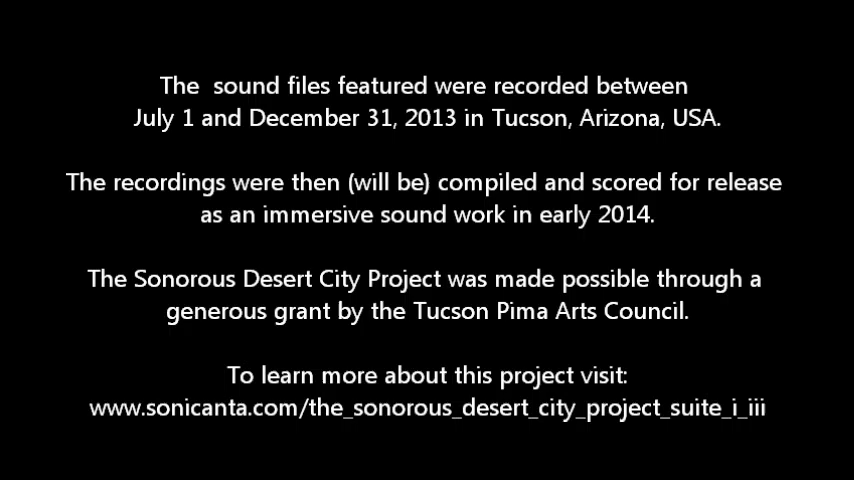 The  sound files featured were recorded between
July 1 and December 31, 2013 in Tucson, Arizona, USA.
The recordings were then (will be) compiled and scored for release
as an immersive sound work in early 2014.
The Sonorous Desert City Project was made possible through a
generous grant by the Tucson Pima Arts Council.
To learn more about this project visit:
www.sonicanta.com/the_sonorous_desert_city_project_suite_i_iii